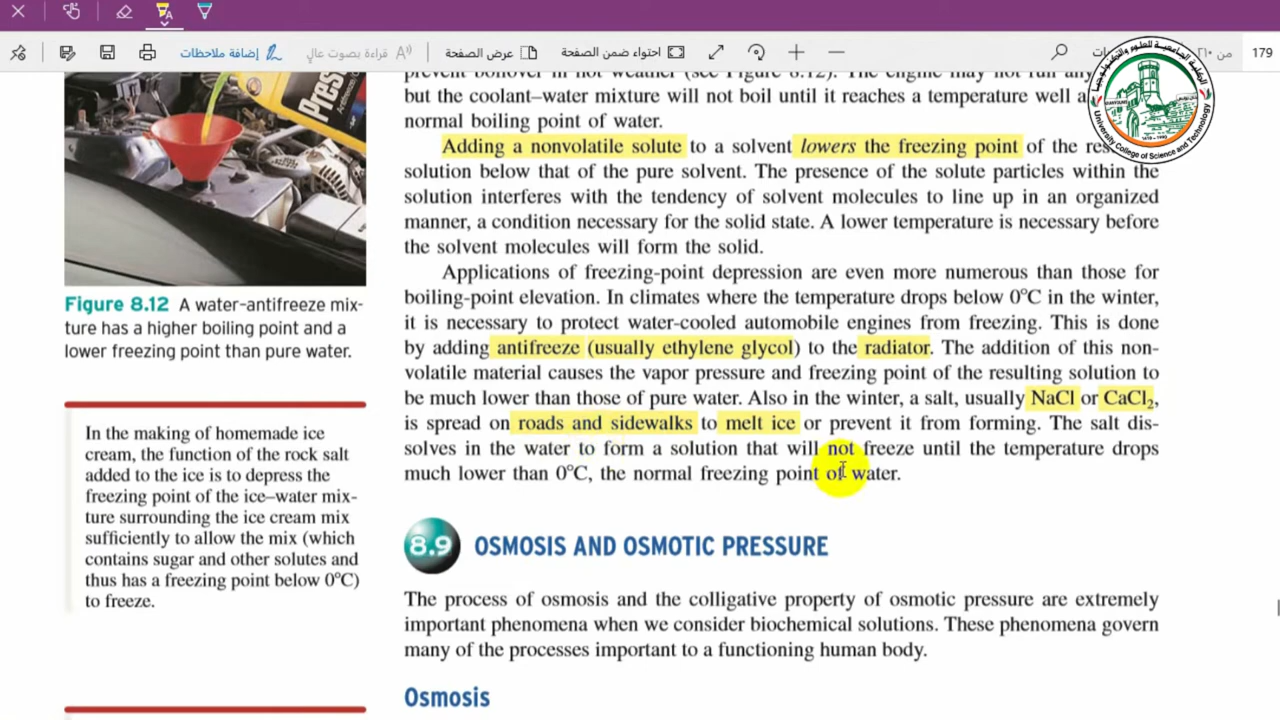 إضافة ملاحظات
قراءة بصوت عالٍ
عرض الصفحة
احتواء ضمن الصفحة
من ٢١٠
179
الكلية الجامعية للعلوم والتكنولوجيا
University College of Science and Technology
but the coolant–water mixture will not boil until it reaches a temperature well a
normal boiling point of water.
Adding a nonvolatile solute to a solvent lowers the freezing point of the res
solution below that of the pure solvent. The presence of the solute particles within the
solution interferes with the tendency of solvent molecules to line up in an organized
manner, a condition necessary for the solid state. A lower temperature is necessary before
the solvent molecules will form the solid.
Applications of freezing-point depression are even more numerous than those for
boiling-point elevation. In climates where the temperature drops below 0°C in the winter,
it is necessary to protect water-cooled automobile engines from freezing. This is done
by adding antifreeze (usually ethylene glycol) to the radiator. The addition of this non-
volatile material causes the vapor pressure and freezing point of the resulting solution to
be much lower than those of pure water. Also in the winter, a salt, usually NaCl or CaCl₂,
is spread on roads and sidewalks to melt ice or prevent it from forming. The salt dis-
solves in the water to form a solution that will not freeze until the temperature drops
much lower than 0°C, the normal freezing point of water.
Prest
Figure 8.12 A water-antifreeze mix-
ture has a higher boiling point and a
lower freezing point than pure water.
In the making of homemade ice
cream, the function of the rock salt
added to the ice is to depress the
freezing point of the ice–water mix-
ture surrounding the ice cream mix
sufficiently to allow the mix (which
contains sugar and other solutes and
thus has a freezing point below 0°C)
to freeze.
8.9 OSMOSIS AND OSMOTIC PRESSURE
The process of osmosis and the colligative property of osmotic pressure are extremely
important phenomena when we consider biochemical solutions. These phenomena govern
many of the processes important to a functioning human body.
Osmosis